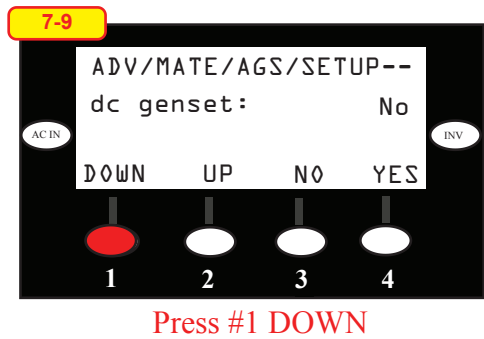 7-9
ADV/MATE/AGS/SETUP--
dc genset: No
AC IN
INV
DOWN UP NO YES
1 2 3 4
Press #1 DOWN